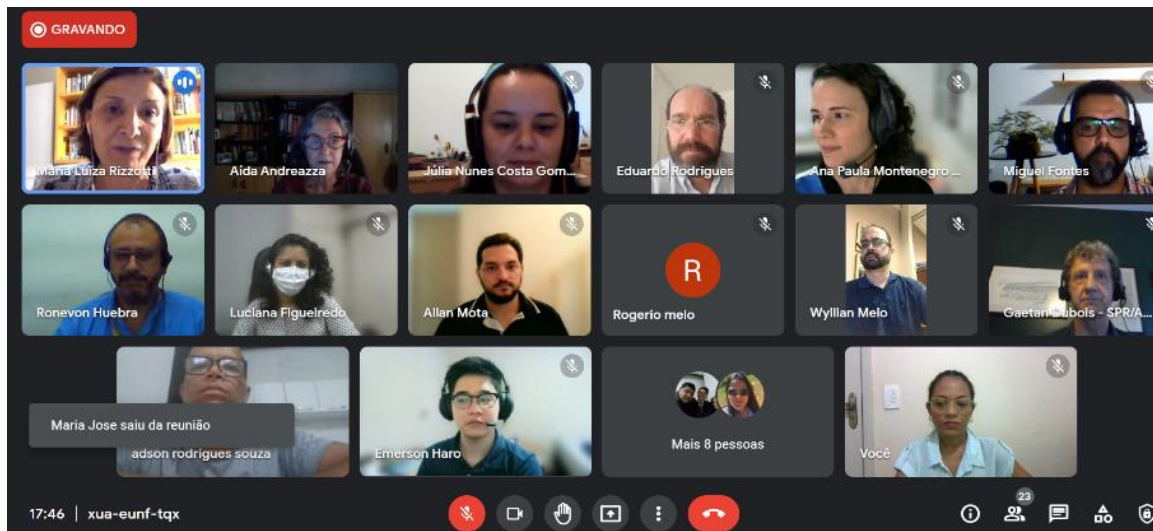 GRAVANDO
Maria Luiza Rizzotti
Aida Andreazza
Júlia Nunes Costa Gom...
Eduardo Rodrigues
Ana Paula Montenegro ...
Miguel Fontes
Ronevon Huebra
Luciana Figueiredo
Allan Mota
R
Rogerio melo
Wyllian Melo
Gaetan Dubois - SPR/A...
Maria Jose saiu da reunião
adson rodrigues souza
Emerson Haro
Mais 8 pessoas
Você
17:46 | xua-eunf-tqx
23